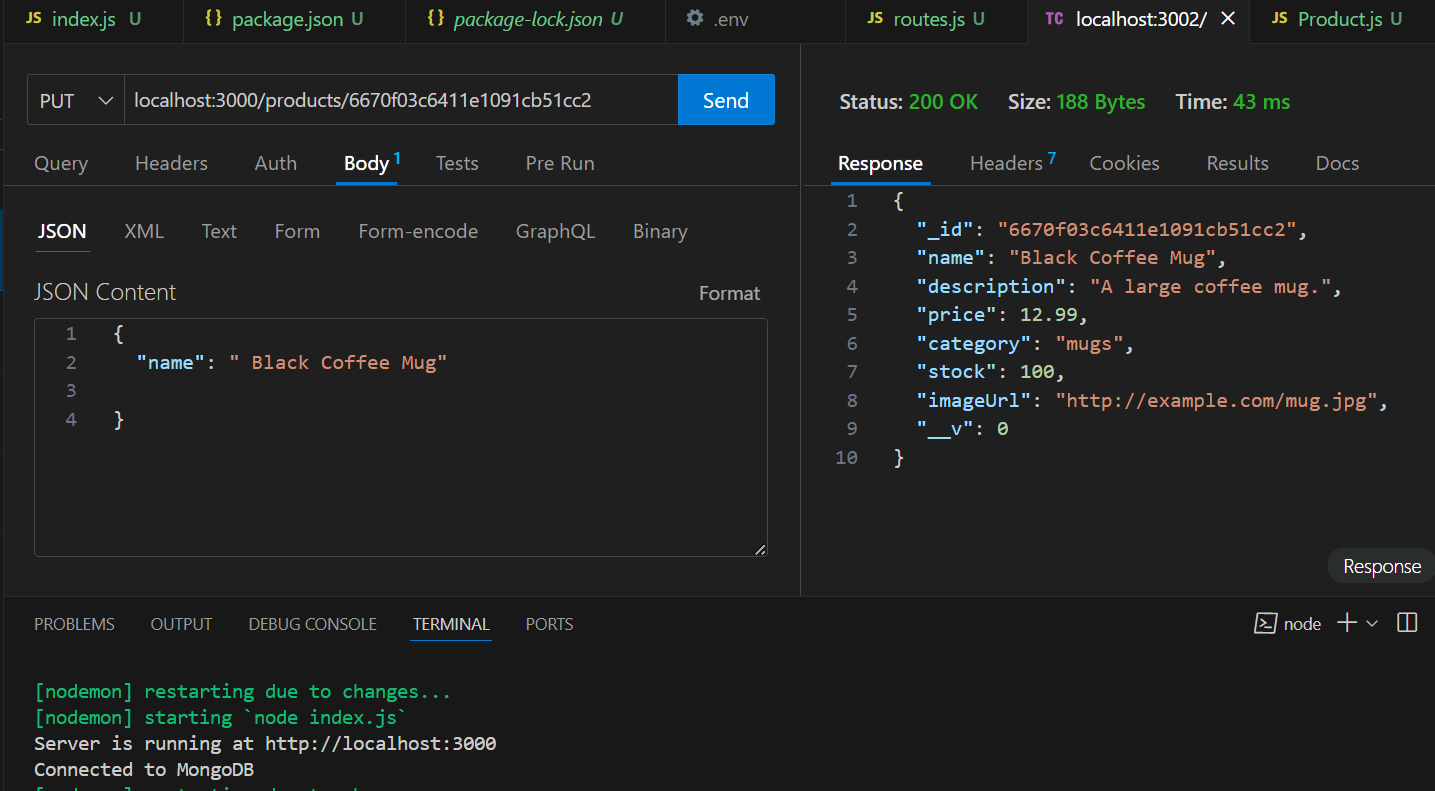 JS index.js U {} package.json U {} package-lock.json U .env JS routes.js U TC localhost:3002/ JS Product.js U
PUT localhost:3000/products/6670f03c6411e1091cb51cc2 Send
Query Headers Auth Body 1 Tests Pre Run
JSON XML Text Form Form-encode GraphQL Binary
JSON Content Format
1 {
2 "name": " Black Coffee Mug"
3
4 }
Status: 200 OK Size: 188 Bytes Time: 43 ms
Response Headers 7 Cookies Results Docs
1 {
2 "_id": "6670f03c6411e1091cb51cc2",
3 "name": "Black Coffee Mug",
4 "description": "A large coffee mug.",
5 "price": 12.99,
6 "category": "mugs",
7 "stock": 100,
8 "imageUrl": "http://example.com/mug.jpg",
9 "__v": 0
10 }
Response
PROBLEMS OUTPUT DEBUG CONSOLE TERMINAL PORTS node
[nodemon] restarting due to changes...
[nodemon] starting `node index.js`
Server is running at http://localhost:3000
Connected to MongoDB